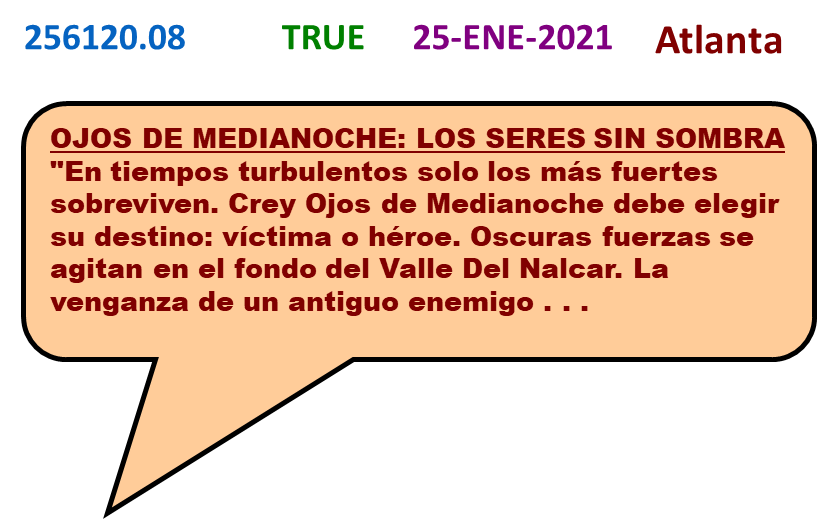 256120.08 TRUE 25-ENE-2021 Atlanta
OJOS DE MEDIANOCHE: LOS SERES SIN SOMBRA
"En tiempos turbulentos solo los más fuertes
sobreviven. Crey Ojos de Medianoche debe elegir
su destino: víctima o héroe. Oscuras fuerzas se
agitan en el fondo del Valle Del Nalcar. La
venganza de un antiguo enemigo . . .